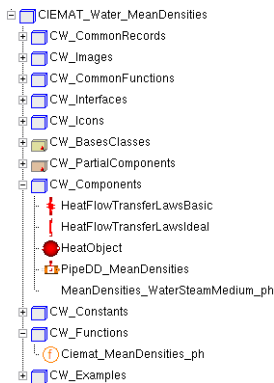 CIEMAT_Water_MeanDensities
CW_CommonRecords
CW_Images
CW_CommonFunctions
CW_Interfaces
CW_Icons
CW_BasesClasses
CW_PartialComponents
CW_Components
HeatFlowTransferLawsBasic
HeatFlowTransferLawsIdeal
HeatObject
PipeDD_MeanDensities
MeanDensities_WaterSteamMedium_ph
CW_Constants
CW_Functions
f Ciemat_MeanDensities_ph
CW_Examples